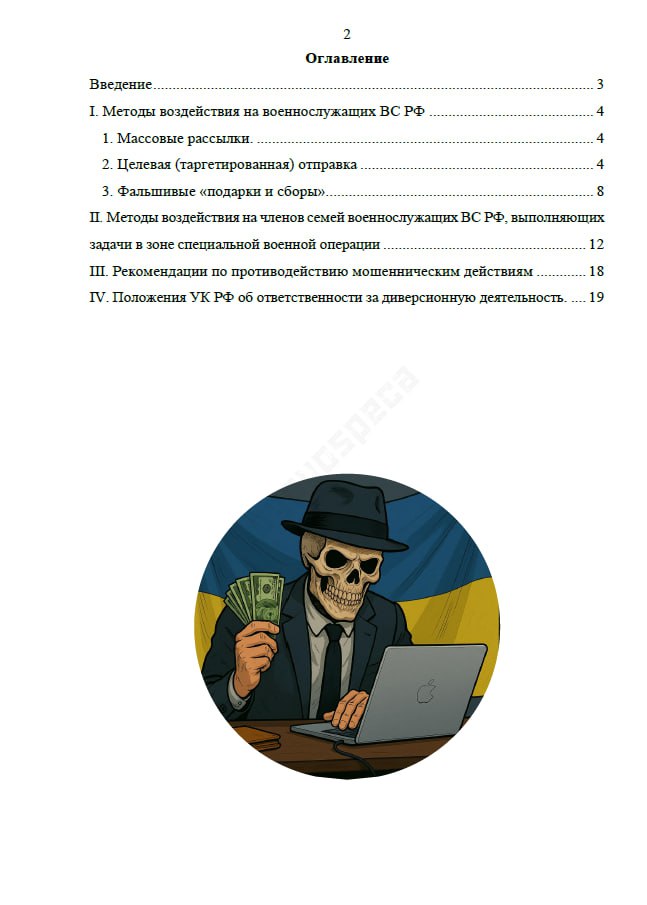 2
Оглавление
Введение........................................................................................................ 3
I. Методы воздействия на военнослужащих ВС РФ ....................................... 4
1. Массовые рассылки. ................................................................................ 4
2. Целевая (таргетированная) отправка ....................................................... 4
3. Фальшивые «подарки и сборы»............................................................... 8
II. Методы воздействия на членов семей военнослужащих ВС РФ, выполняющих
задачи в зоне специальной военной операции ................................................ 12
III. Рекомендации по противодействию мошенническим действиям ............. 18
IV. Положения УК РФ об ответственности за диверсионную деятельность. .... 19